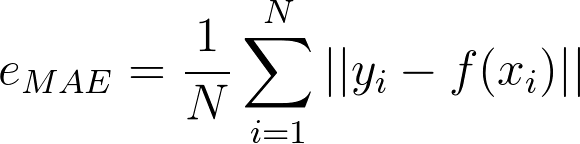 e_{MAE} = \frac{1}{N} \sum_{i=1}^{N} ||y_i - f(x_i)||